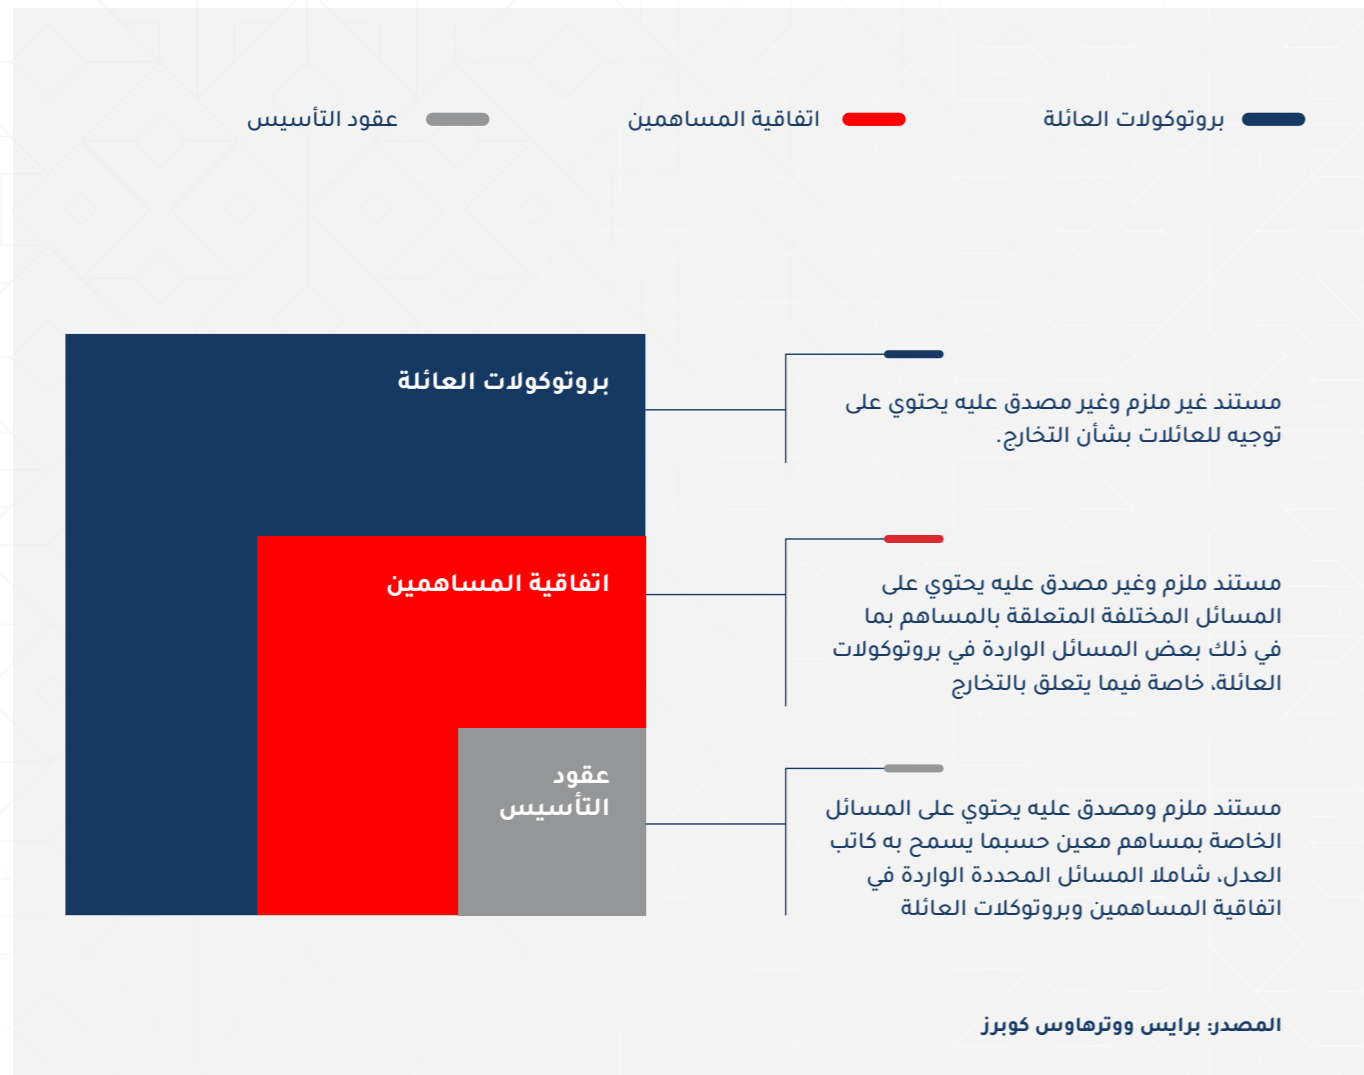 بروتوكولات العائلة
اتفاقية المساهمين
عقود التأسيس
بروتوكولات العائلة
مستند غير ملزم وغير مصدق عليه يحتوي على
توجيه للعائلات بشأن التخارج.
اتفاقية المساهمين
مستند ملزم وغير مصدق عليه يحتوي على
المسائل المختلفة المتعلقة بالمساهم بما
في ذلك بعض المسائل الواردة في بروتوكولات
العائلة، خاصة فيما يتعلق بالتخارج
عقود
التأسيس
مستند ملزم ومصدق عليه يحتوي على المسائل
الخاصة بمساهم معين حسبما يسمح به كاتب
العدل، شاملا المسائل المحددة الواردة في
اتفاقية المساهمين وبروتوكلات العائلة
المصدر: برايس ووترهاوس كوبرز